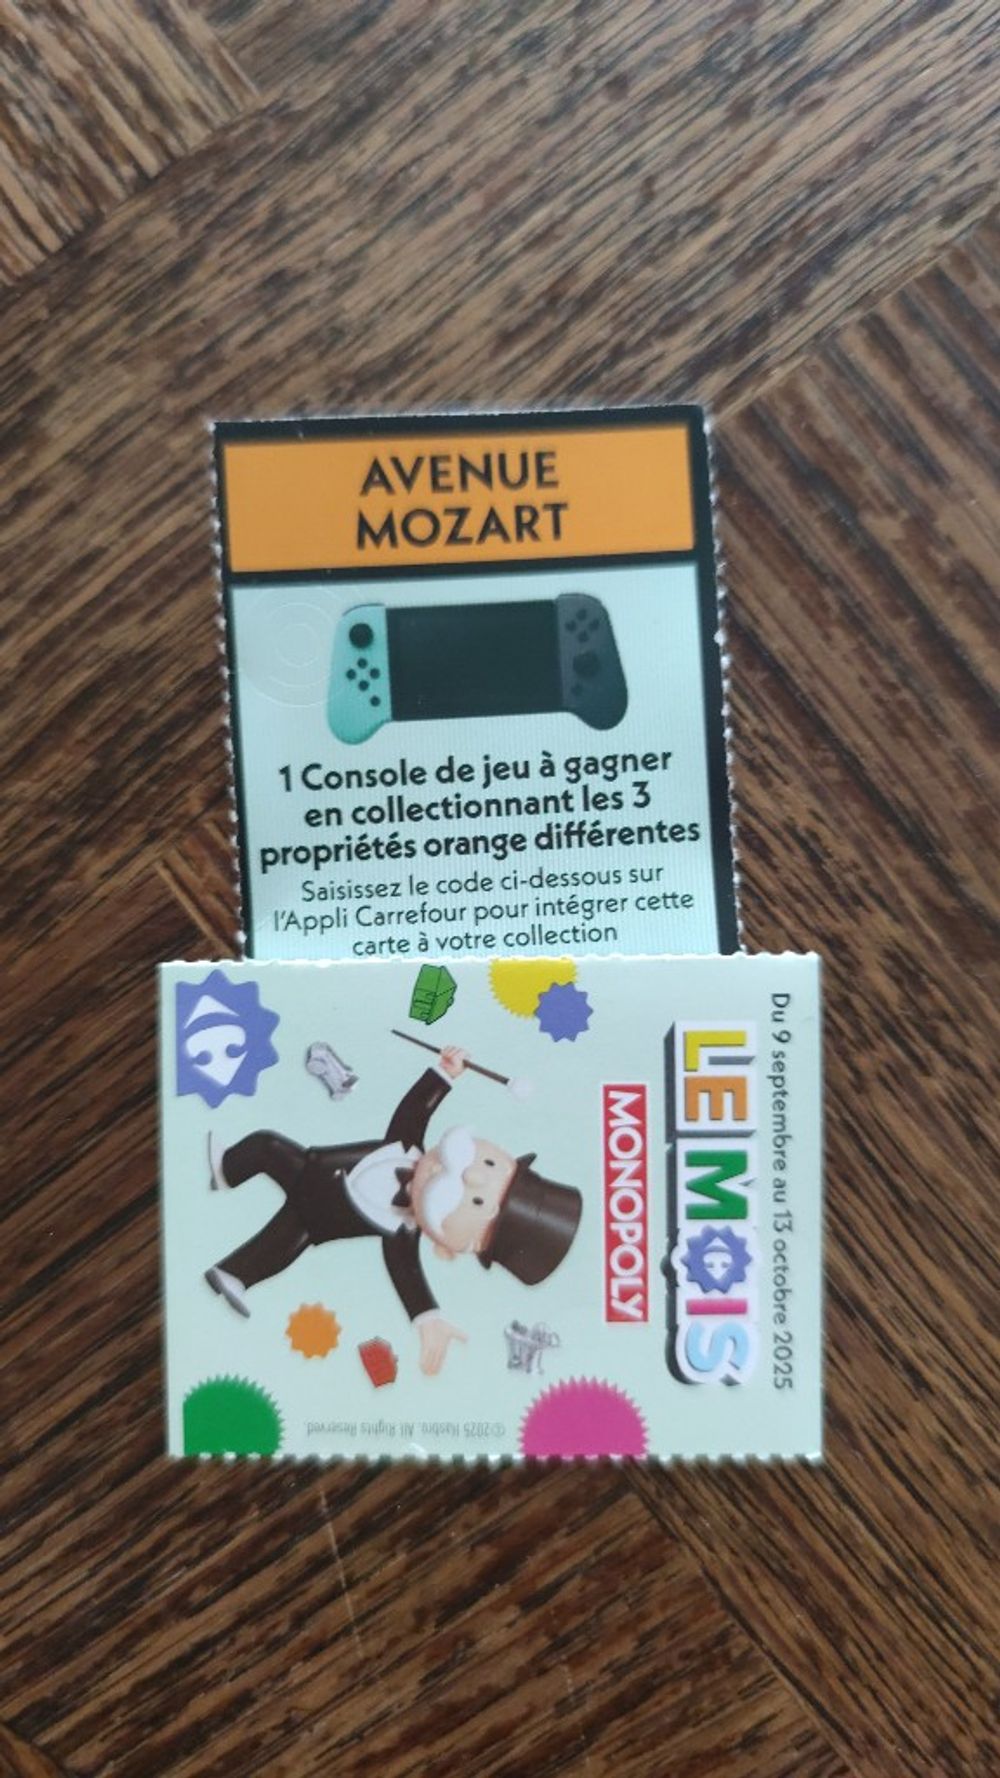 AVENUE
MOZART
1 Console de jeu à gagner
en collectionnant les 3
propriétés orange différentes
Saisissez le code ci-dessous sur
l'Appli Carrefour pour intégrer cette
carte à votre collection
Du 9 septembre au 13 octobre 2025
LE MOIS
MONOPOLY
©2025 Hasbro. All Rights Reserved.